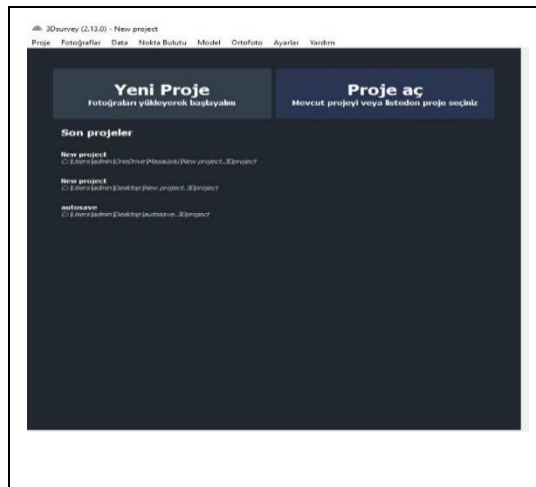 3Dsurvey (2.13.0) - New project
Proje Fotoğraflar Data Nokta Bulutu Model Ortofoto Ayarlar Yardım
Yeni Proje
Fotoğraları yükleyerek başlayalım
Proje aç
Mevcut projeyi veya listeden proje seçiniz
Son projeler
New project
C:\Users\admin\OneDrive\Masaüstü\New project.3Dproject
New project
C:\Users\admin\Desktop\New project.3Dproject
autosave
C:\Users\admin\Desktop\autosave.3Dproject